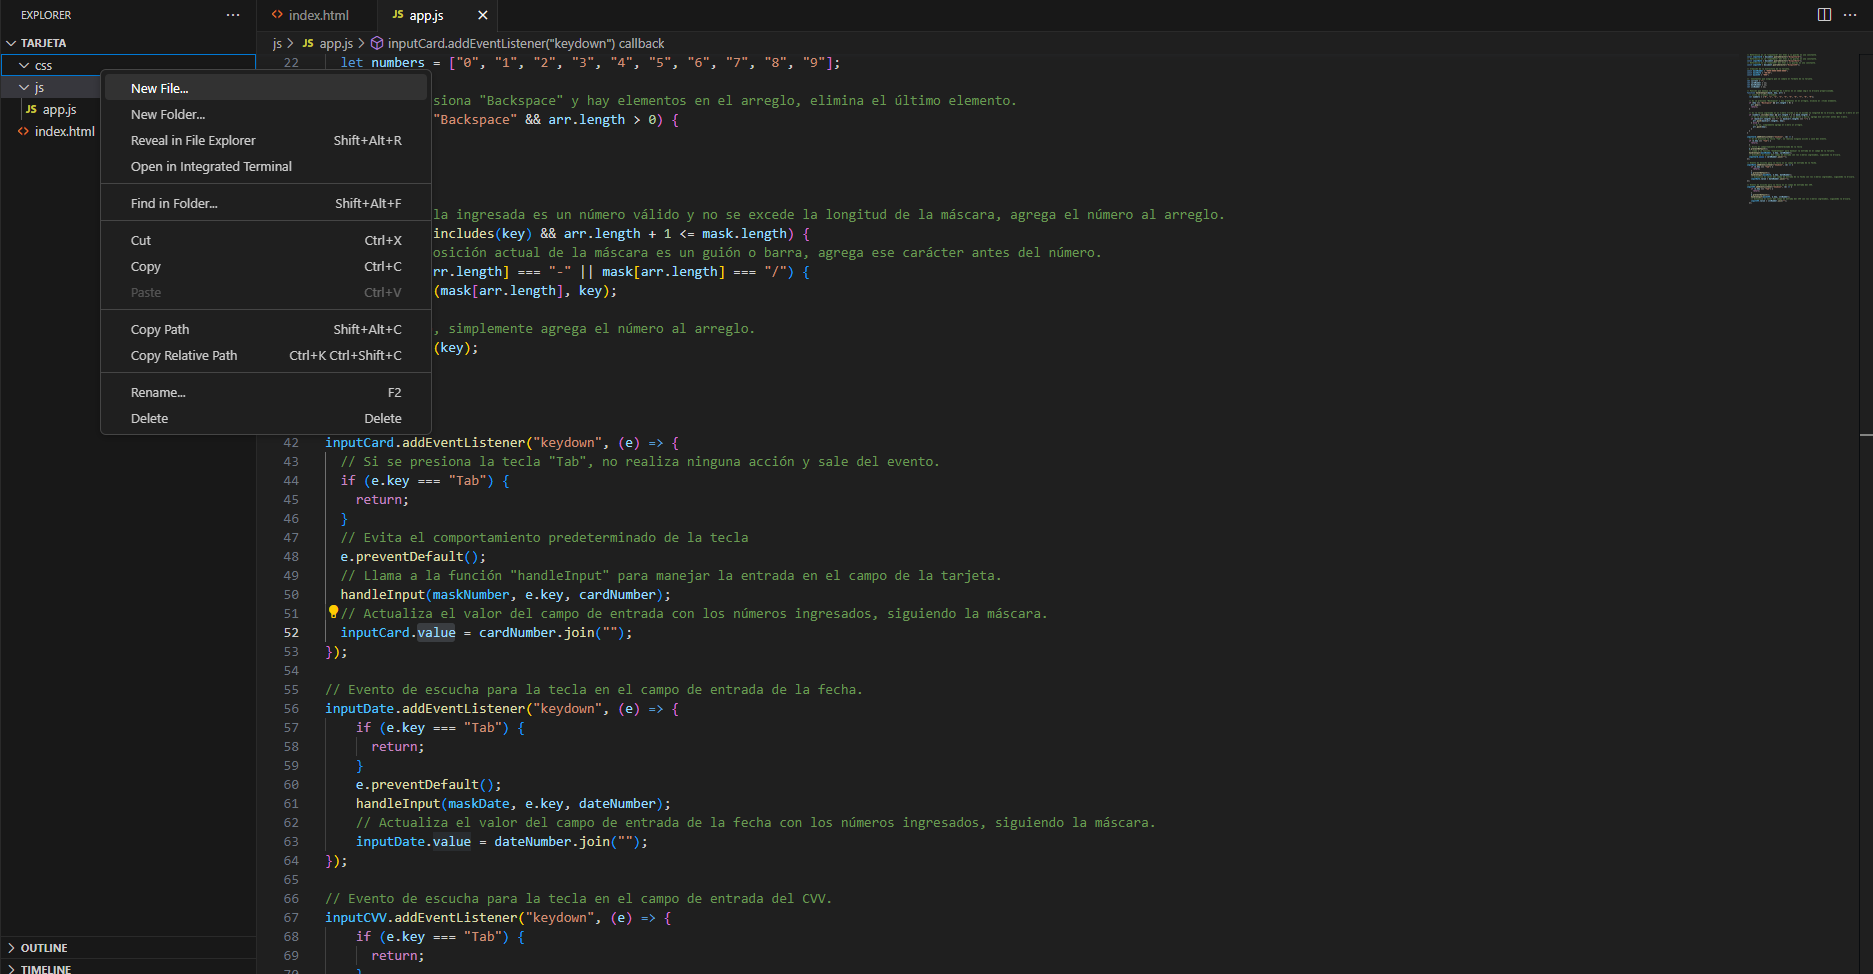 EXPLORER
TARJETA
css
js
JS app.js
index.html
OUTLINE
TIMELINE
New File...
New Folder...
Reveal in File Explorer Shift+Alt+R
Open in Integrated Terminal
Find in Folder... Shift+Alt+F
Cut Ctrl+X
Copy Ctrl+C
Paste Ctrl+V
Copy Path Shift+Alt+C
Copy Relative Path Ctrl+K Ctrl+Shift+C
Rename... F2
Delete Delete
index.html JS app.js
js > JS app.js > inputCard.addEventListener("keydown") callback
22 let numbers = ["0", "1", "2", "3", "4", "5", "6", "7", "8", "9"];
siona "Backspace" y hay elementos en el arreglo, elimina el último elemento.
"Backspace" && arr.length > 0) {
la ingresada es un número válido y no se excede la longitud de la máscara, agrega el número al arreglo.
includes(key) && arr.length + 1 <= mask.length) {
osición actual de la máscara es un guión o barra, agrega ese carácter antes del número.
rr.length] === "-" || mask[arr.length] === "/") {
(mask[arr.length], key);
, simplemente agrega el número al arreglo.
(key);
42 inputCard.addEventListener("keydown", (e) => {
43 // Si se presiona la tecla "Tab", no realiza ninguna acción y sale del evento.
44 if (e.key === "Tab") {
45 return;
46 }
47 // Evita el comportamiento predeterminado de la tecla
48 e.preventDefault();
49 // Llama a la función "handleInput" para manejar la entrada en el campo de la tarjeta.
50 handleInput(maskNumber, e.key, cardNumber);
51 // Actualiza el valor del campo de entrada con los números ingresados, siguiendo la máscara.
52 inputCard.value = cardNumber.join("");
53 });
54
55 // Evento de escucha para la tecla en el campo de entrada de la fecha.
56 inputDate.addEventListener("keydown", (e) => {
57 if (e.key === "Tab") {
58 return;
59 }
60 e.preventDefault();
61 handleInput(maskDate, e.key, dateNumber);
62 // Actualiza el valor del campo de entrada de la fecha con los números ingresados, siguiendo la máscara.
63 inputDate.value = dateNumber.join("");
64 });
65
66 // Evento de escucha para la tecla en el campo de entrada del CVV.
67 inputCVV.addEventListener("keydown", (e) => {
68 if (e.key === "Tab") {
69 return;
70 }